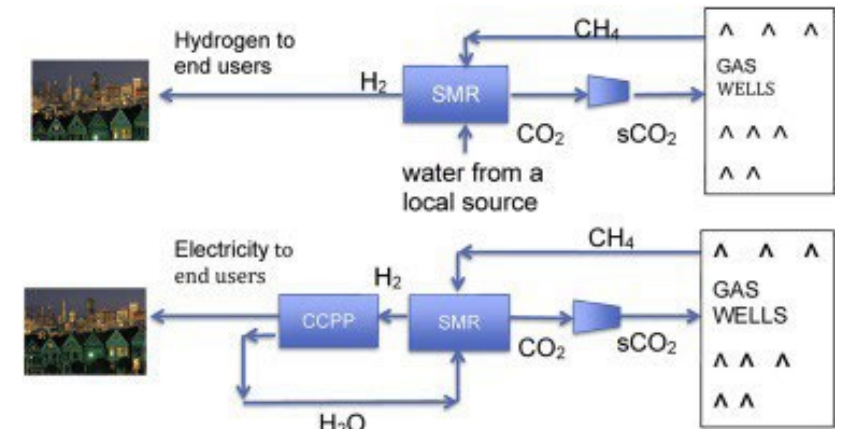 CH₄
^ ^ ^
Hydrogen to
end users
GAS
WELLS
H₂
SMR
CO₂
sCO₂
^ ^ ^
^ ^
water from a
local source
CH₄
^ ^ ^
Electricity to
end users
H₂
GAS
WELLS
CCPP
SMR
CO₂
sCO₂
^ ^ ^
^ ^
H₂O